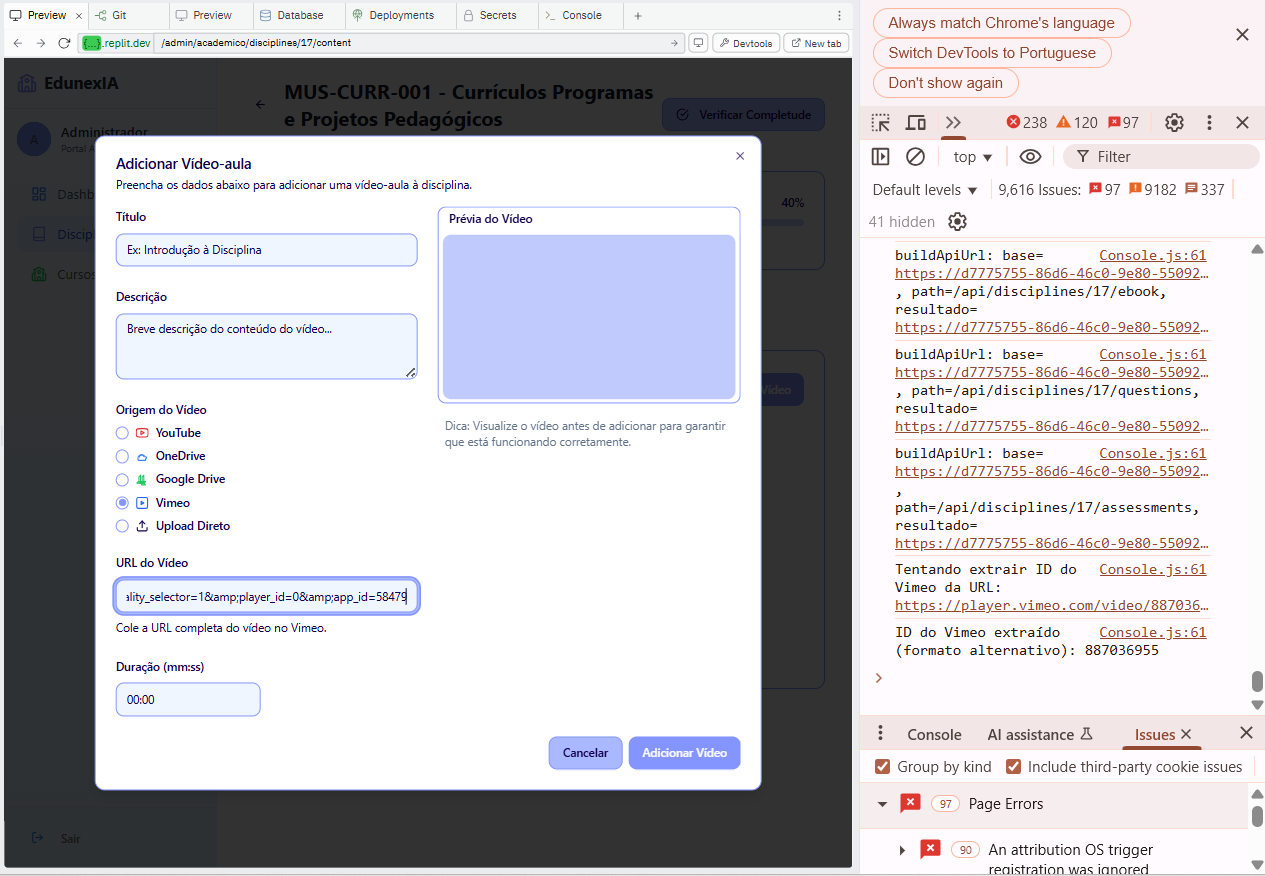 Preview
Git
Preview
Database
Deployments
Secrets
Console
{...}.replit.dev /admin/academico/disciplines/17/content
Devtools
New tab
EdunexIA
A
Administrador
Portal A
Dashb
Discipl
Cursos
Sair
MUS-CURR-001 - Currículos Programas
e Projetos Pedagógicos
Verificar Completude
40%
Vídeo
Adicionar Vídeo-aula
Preencha os dados abaixo para adicionar uma vídeo-aula à disciplina.
Título
Ex: Introdução à Disciplina
Descrição
Breve descrição do conteúdo do vídeo...
Origem do Vídeo
YouTube
OneDrive
Google Drive
Vimeo
Upload Direto
URL do Vídeo
ality_selector=1&amp;player_id=0&amp;app_id=58479
Cole a URL completa do vídeo no Vimeo.
Duração (mm:ss)
00:00
Prévia do Vídeo
Dica: Visualize o vídeo antes de adicionar para garantir
que está funcionando corretamente.
Cancelar
Adicionar Vídeo
Always match Chrome's language
Switch DevTools to Portuguese
Don't show again
238 120 97
top
Filter
Default levels
9,616 Issues: 97 9182 337
41 hidden
buildApiUrl: base= Console.js:61
https://d7775755-86d6-46c0-9e80-55092…
, path=/api/disciplines/17/ebook,
resultado=
https://d7775755-86d6-46c0-9e80-55092…
buildApiUrl: base= Console.js:61
https://d7775755-86d6-46c0-9e80-55092…
, path=/api/disciplines/17/questions,
resultado=
https://d7775755-86d6-46c0-9e80-55092…
buildApiUrl: base= Console.js:61
https://d7775755-86d6-46c0-9e80-55092…
,
path=/api/disciplines/17/assessments,
resultado=
https://d7775755-86d6-46c0-9e80-55092…
Tentando extrair ID do Console.js:61
Vimeo da URL:
https://player.vimeo.com/video/887036…
ID do Vimeo extraído Console.js:61
(formato alternativo): 887036955
Console
AI assistance
Issues
Group by kind
Include third-party cookie issues
97 Page Errors
90 An attribution OS trigger
registration was ignored